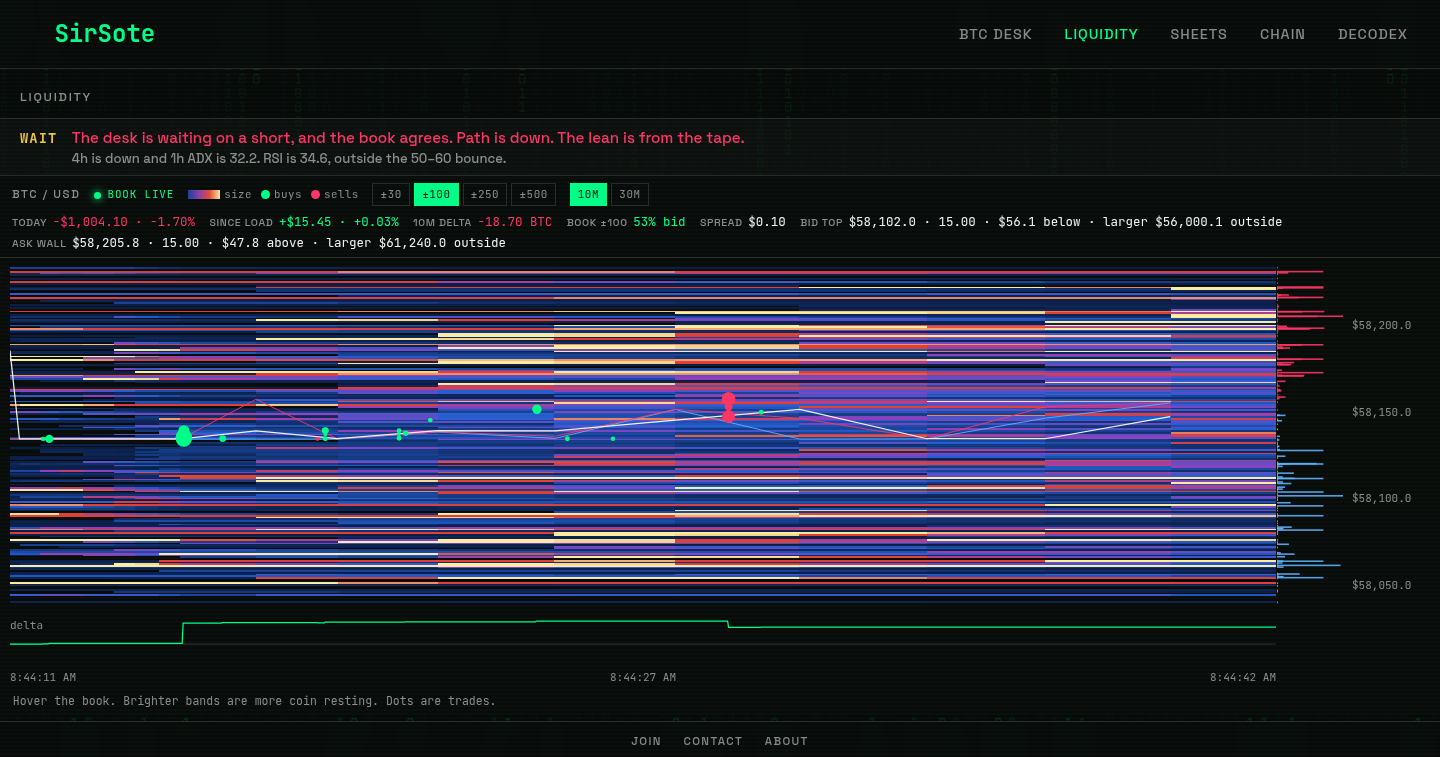 SirSote
BTC DESK LIQUIDITY SHEETS CHAIN DECODEX
LIQUIDITY
WAIT The desk is waiting on a short, and the book agrees. Path is down. The lean is from the tape.
4h is down and 1h ADX is 32.2. RSI is 34.6, outside the 50–60 bounce.
BTC / USD BOOK LIVE size buys sells ±30 ±100 ±250 ±500 10M 30M
TODAY -$1,004.10 · -1.70% SINCE LOAD +$15.45 · +0.03% 10M DELTA -18.70 BTC BOOK ±100 53% bid SPREAD $0.10 BID TOP $58,102.0 · 15.00 · $56.1 below · larger $56,000.1 outside
ASK WALL $58,205.8 · 15.00 · $47.8 above · larger $61,240.0 outside
$58,200.0
$58,150.0
$58,100.0
$58,050.0
delta
8:44:11 AM 8:44:27 AM 8:44:42 AM
Hover the book. Brighter bands are more coin resting. Dots are trades.
JOIN CONTACT ABOUT